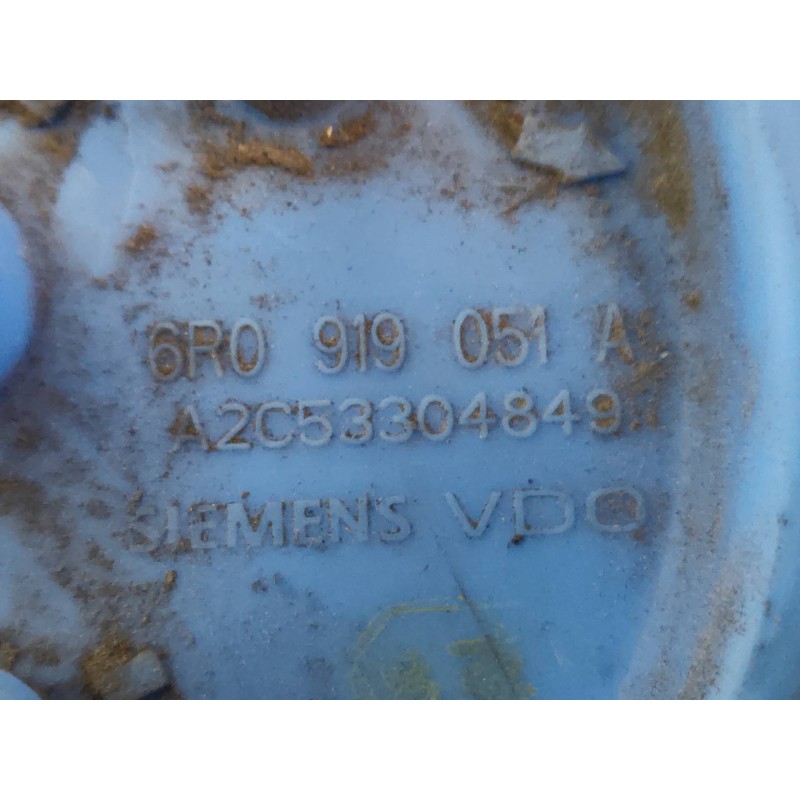 6R0 919 051 A
A2C53304849
SIEMENS VDO